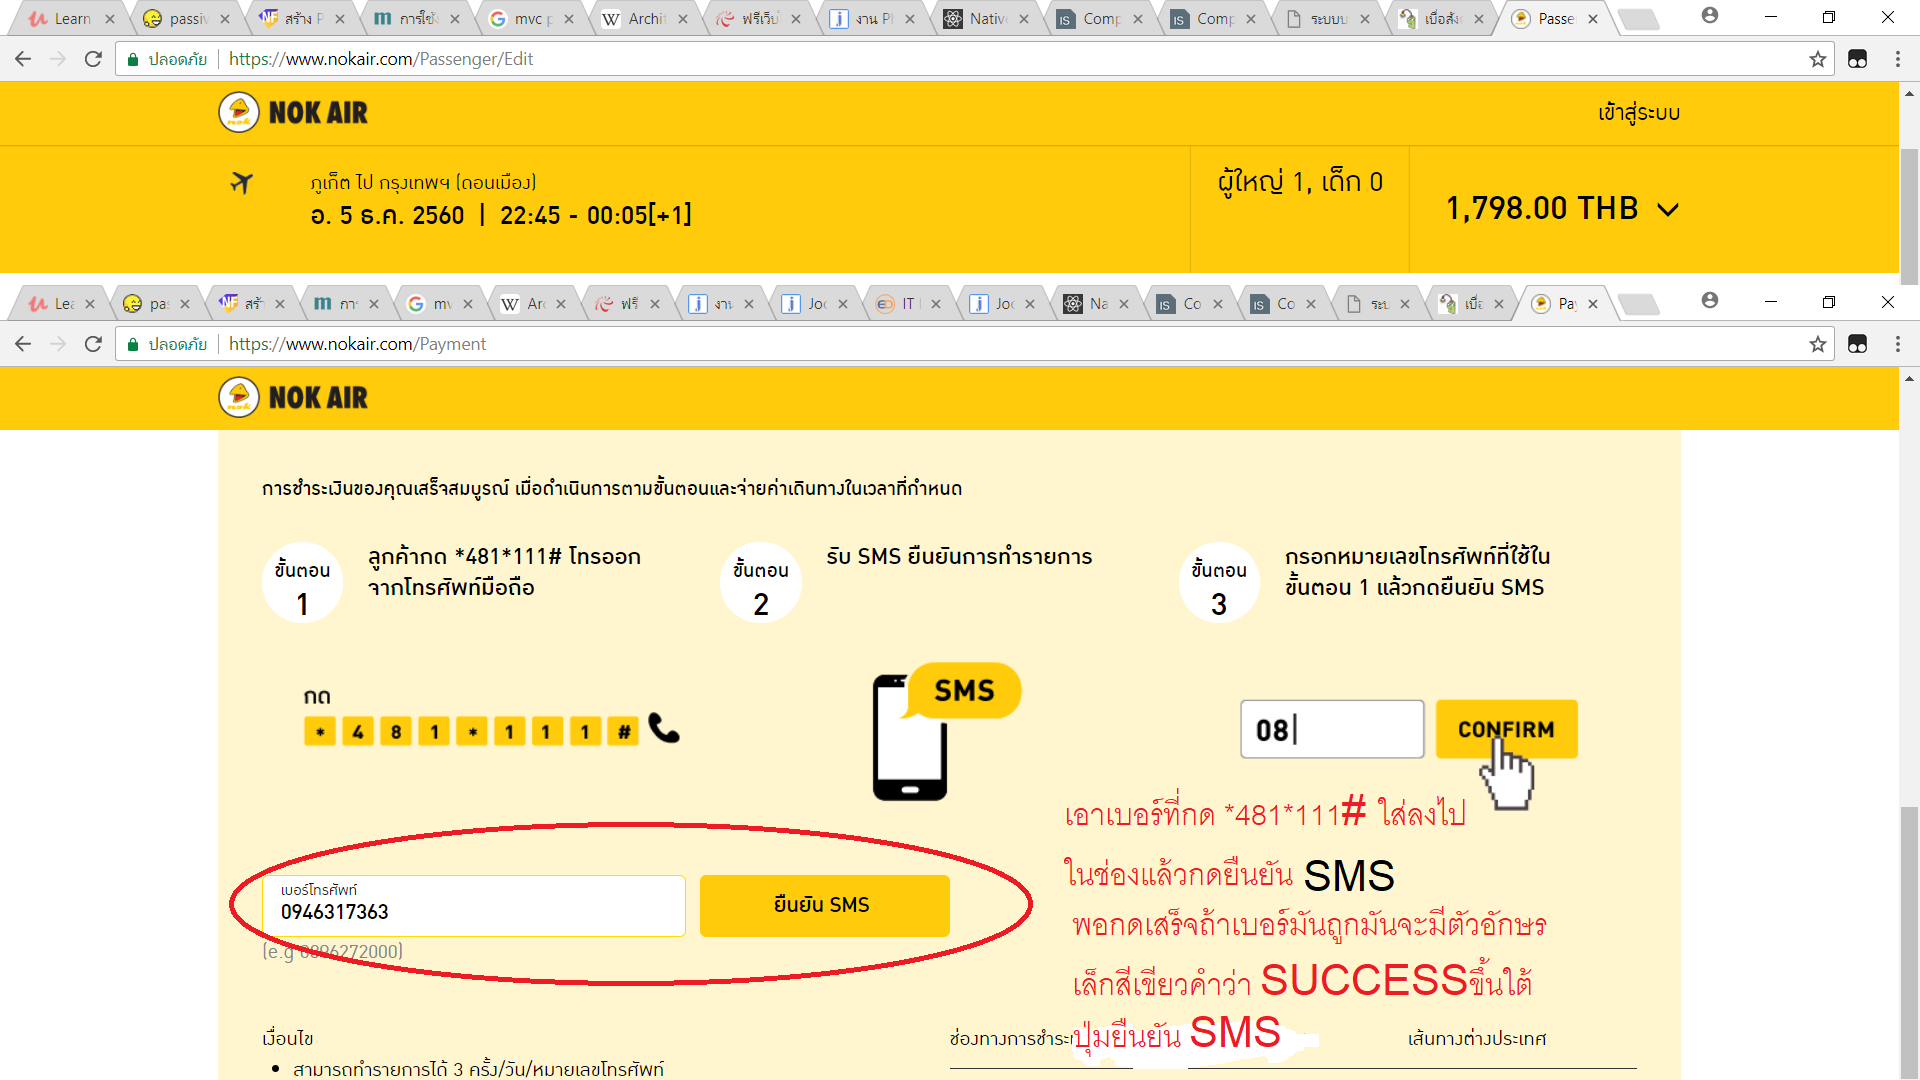 Learn
passiv
สร้าง P
การใช้ง
mvc p
Archit
ฟรีเว็บไ
งาน Ph
Native
Comp
Comp
ระบบบ
เบื่อสัง
Passe
ปลอดภัย
https://www.nokair.com/Passenger/Edit
NOK AIR
เข้าสู่ระบบ
ภูเก็ต ไป กรุงเทพฯ (ดอนเมือง)
อ. 5 ธ.ค. 2560 | 22:45 - 00:05[+1]
ผู้ใหญ่ 1, เด็ก 0
1,798.00 THB
Lea
pas
สร้า
การ
mv
Arc
ฟรี
งาน
Joc
IT
Joc
Na
Co
Co
ระบ
เบื่อ
Pay
ปลอดภัย
https://www.nokair.com/Payment
NOK AIR
การชำระเงินของคุณเสร็จสมบูรณ์ เมื่อดำเนินการตามขั้นตอนและจ่ายค่าเดินทางในเวลาที่กำหนด
ขั้นตอน 1
ลูกค้ากด *481*111# โทรออก
จากโทรศัพท์มือถือ
ขั้นตอน 2
รับ SMS ยืนยันการทำรายการ
ขั้นตอน 3
กรอกหมายเลขโทรศัพท์ที่ใช้ใน
ขั้นตอน 1 แล้วกดยืนยัน SMS
กด
* 4 8 1 * 1 1 1 #
SMS
08
CONFIRM
เอาเบอร์ที่กด *481*111# ใส่ลงไป
ในช่องแล้วกดยืนยัน SMS
พอกดเสร็จถ้าเบอร์มันถูกมันจะมีตัวอักษร
เล็กสีเขียวคำว่า SUCCESSขึ้นใต้
ปุ่มยืนยัน SMS
เบอร์โทรศัพท์
0946317363
ยืนยัน SMS
(e.g 0896272000)
เงื่อนไข
ช่องทางการชำระ
เส้นทางต่างประเทศ
สามารถทำรายการได้ 3 ครั้ง/วัน/หมายเลขโทรศัพท์